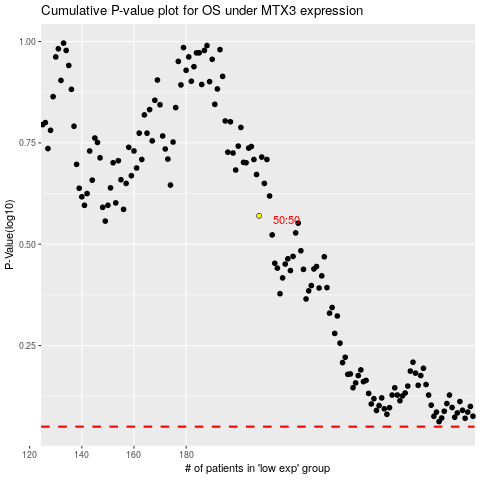 Cumulative P-value plot for OS under MTX3 expression
1.00
0.75
0.50
0.25
P-Value(log10)
50:50
120 140 160 180
# of patients in 'low exp' group